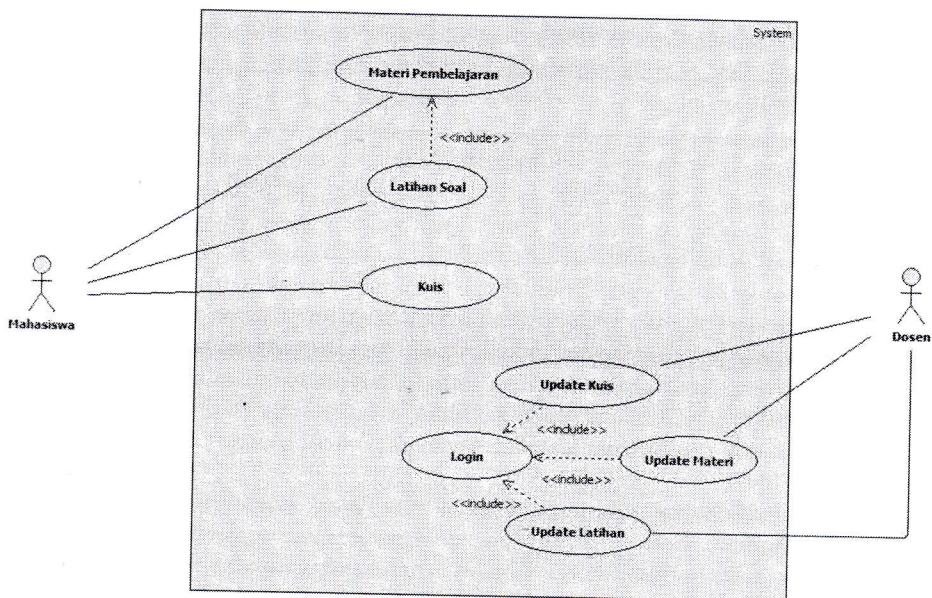 System
Materi Pembelajaran
<<include>>
Latihan Soal
Kuis
Mahasiswa
Dosen
Update Kuis
<<include>>
Login
Update Materi
<<include>>
<<include>>
Update Latihan